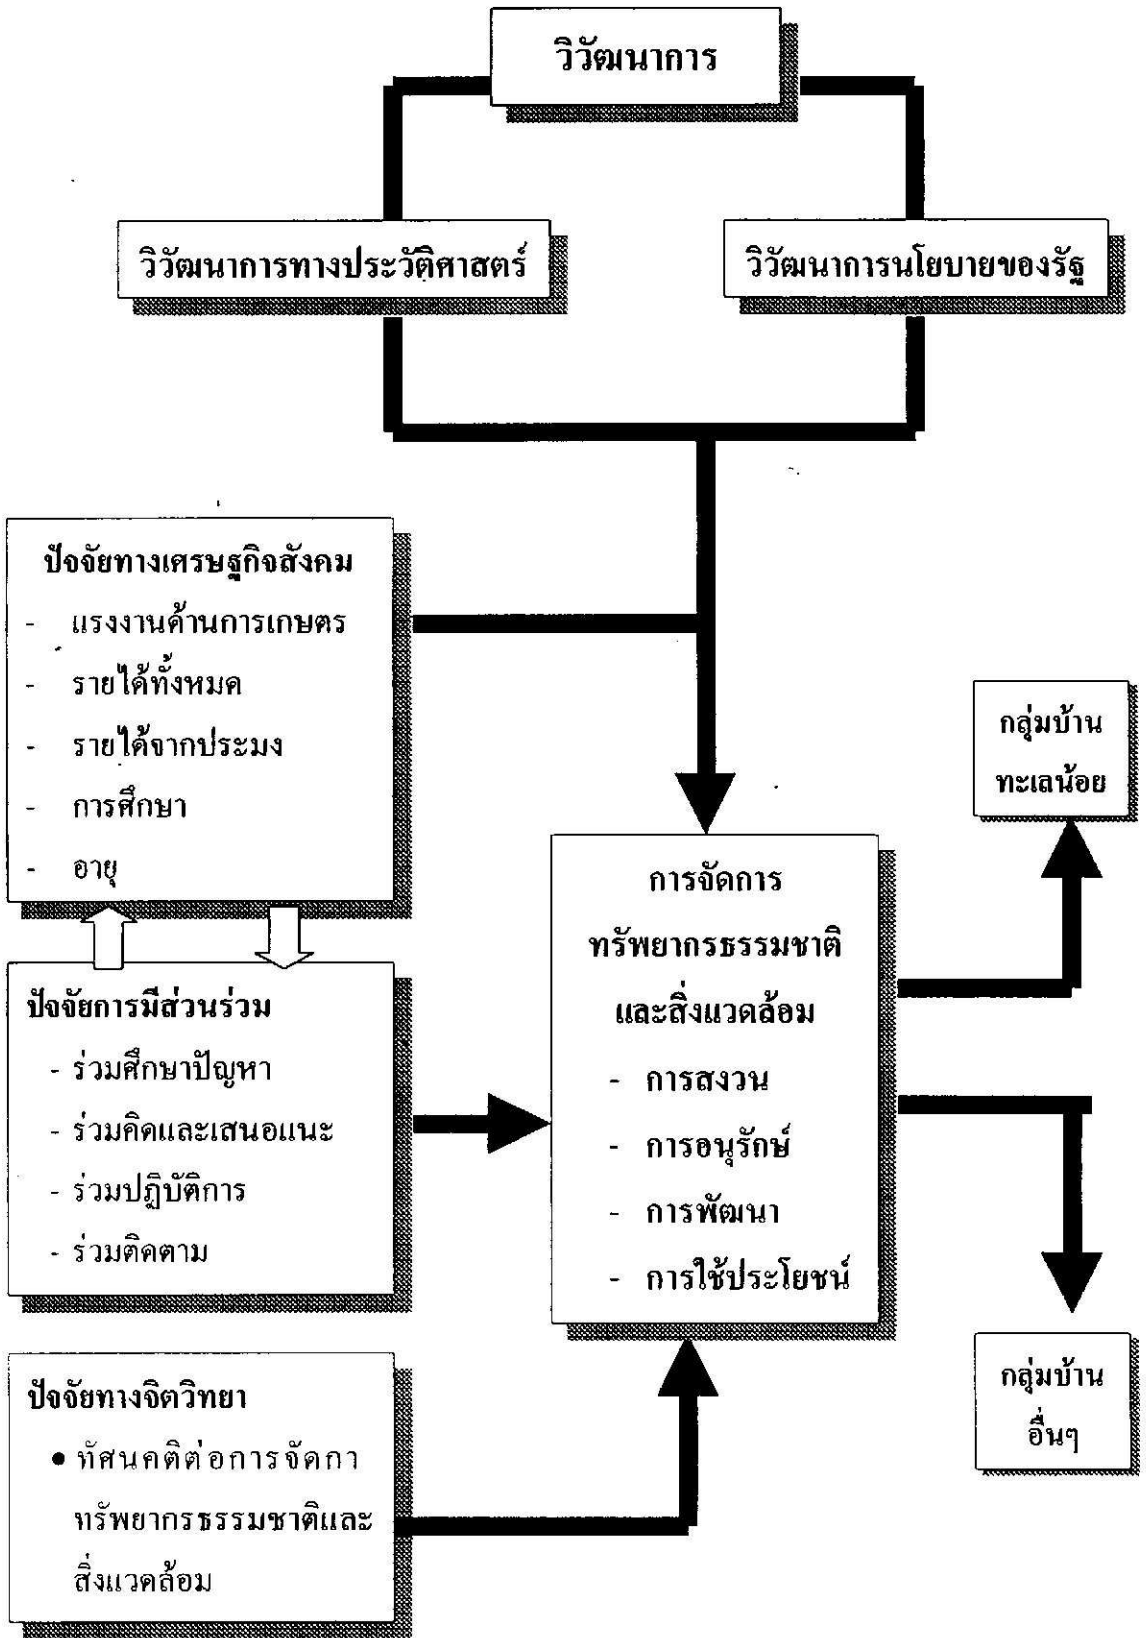 วิวัฒนาการ
วิวัฒนาการทางประวัติศาสตร์
วิวัฒนาการนโยบายของรัฐ
ปัจจัยทางเศรษฐกิจสังคม
- แรงงานด้านการเกษตร
- รายได้ทั้งหมด
- รายได้จากประมง
- การศึกษา
- อายุ
ปัจจัยการมีส่วนร่วม
- ร่วมศึกษาปัญหา
- ร่วมคิดและเสนอแนะ
- ร่วมปฏิบัติการ
- ร่วมติดตาม
ปัจจัยทางจิตวิทยา
• ทัศนคติต่อการจัดกา
ทรัพยากรธรรมชาติและ
สิ่งแวดล้อม
การจัดการ
ทรัพยากรธรรมชาติ
และสิ่งแวดล้อม
- การสงวน
- การอนุรักษ์
- การพัฒนา
- การใช้ประโยชน์
กลุ่มบ้าน
ทะเลน้อย
กลุ่มบ้าน
อื่นๆ